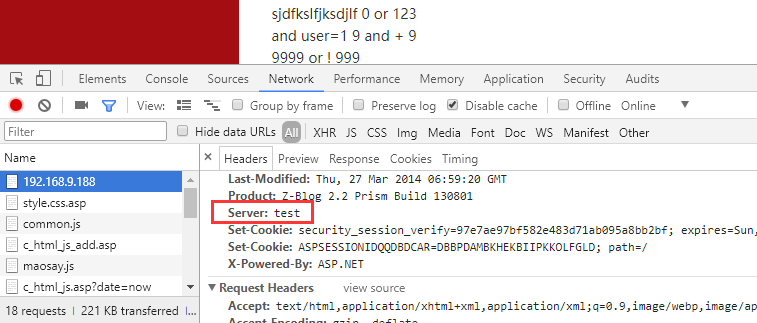 sjdfkslfjksdjlf 0 or 123
and user=1 9 and + 9
9999 or ! 999
Elements Console Sources Network Performance Memory Application Security Audits
View: Group by frame Preserve log Disable cache Offline Online
Filter Hide data URLs All XHR JS CSS Img Media Font Doc WS Manifest Other
Name
192.168.9.188
style.css.asp
common.js
c_html_js_add.asp
maosay.js
c_html_js.asp?date=now
18 requests | 221 KB transferred
× Headers Preview Response Cookies Timing
Last-Modified: Thu, 27 Mar 2014 06:59:20 GMT
Product: Z-Blog 2.2 Prism Build 130801
Server: test
Set-Cookie: security_session_verify=97e7ae97bf582e483d71ab095a8bb2bf; expires=Sun,
Set-Cookie: ASPSESSIONIDQQDBDCAR=DBBPDAMBKHEKBIIPKKOLFGLD; path=/
X-Powered-By: ASP.NET
Request Headers view source
Accept: text/html,application/xhtml+xml,application/xml;q=0.9,image/webp,image/ap
Accept-Encoding: gzip, deflate